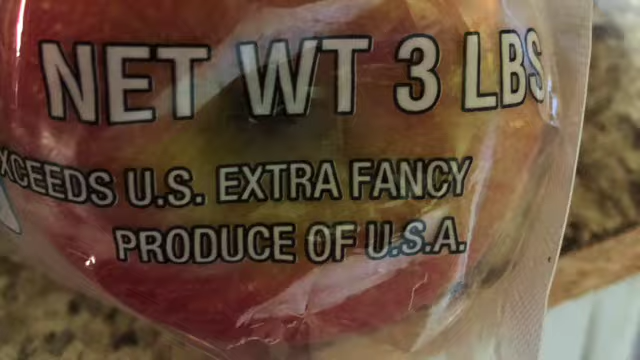 NET WT 3 LBS
XCEEDS U.S. EXTRA FANCY
PRODUCE OF U.S.A.